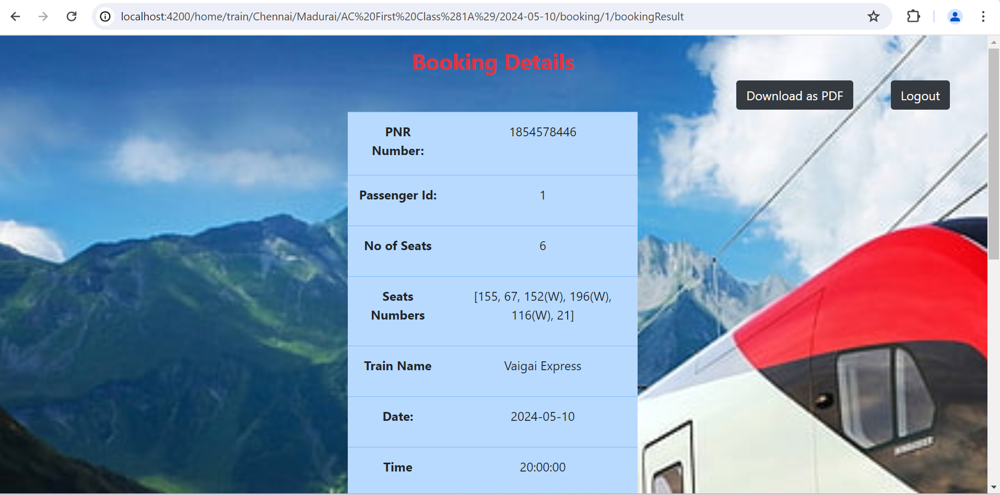 localhost:4200/home/train/Chennai/Madurai/AC%20First%20Class%281A%29/2024-05-10/booking/1/bookingResult
Booking Details
Download as PDF
Logout
PNR
Number:
1854578446
Passenger Id:
1
No of Seats
6
Seats
Numbers
[155, 67, 152(W), 196(W),
116(W), 21]
Train Name
Vaigai Express
Date:
2024-05-10
Time
20:00:00